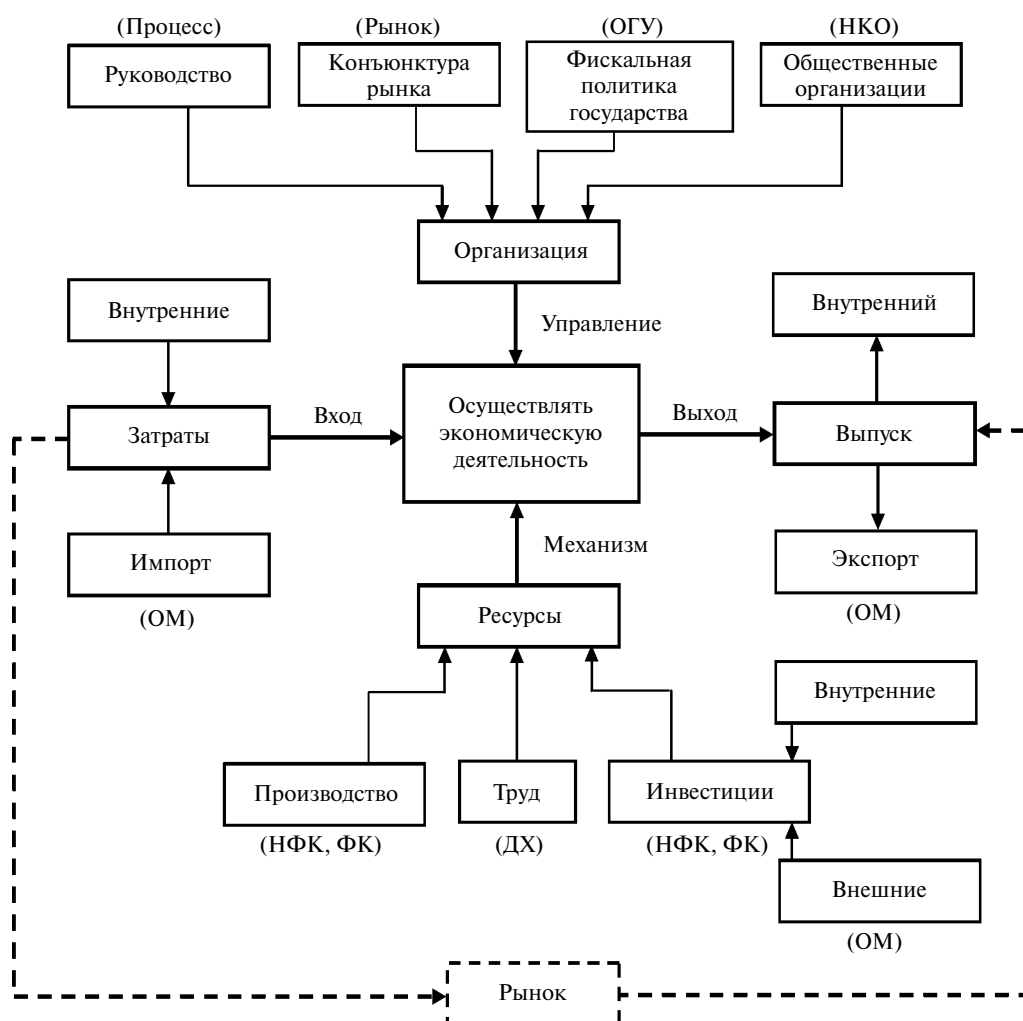 (Процесс)
(Рынок)
(ОГУ)
(НКО)
Руководство
Конъюнктура
рынка
Фискальная
политика
государства
Общественные
организации
Организация
Управление
Внутренние
Внутренний
Затраты
Вход
Осуществлять
экономическую
деятельность
Выход
Выпуск
Импорт
(ОМ)
Механизм
Экспорт
(ОМ)
Ресурсы
Внутренние
Производство
(НФК, ФК)
Труд
(ДХ)
Инвестиции
(НФК, ФК)
Внешние
(ОМ)
Рынок